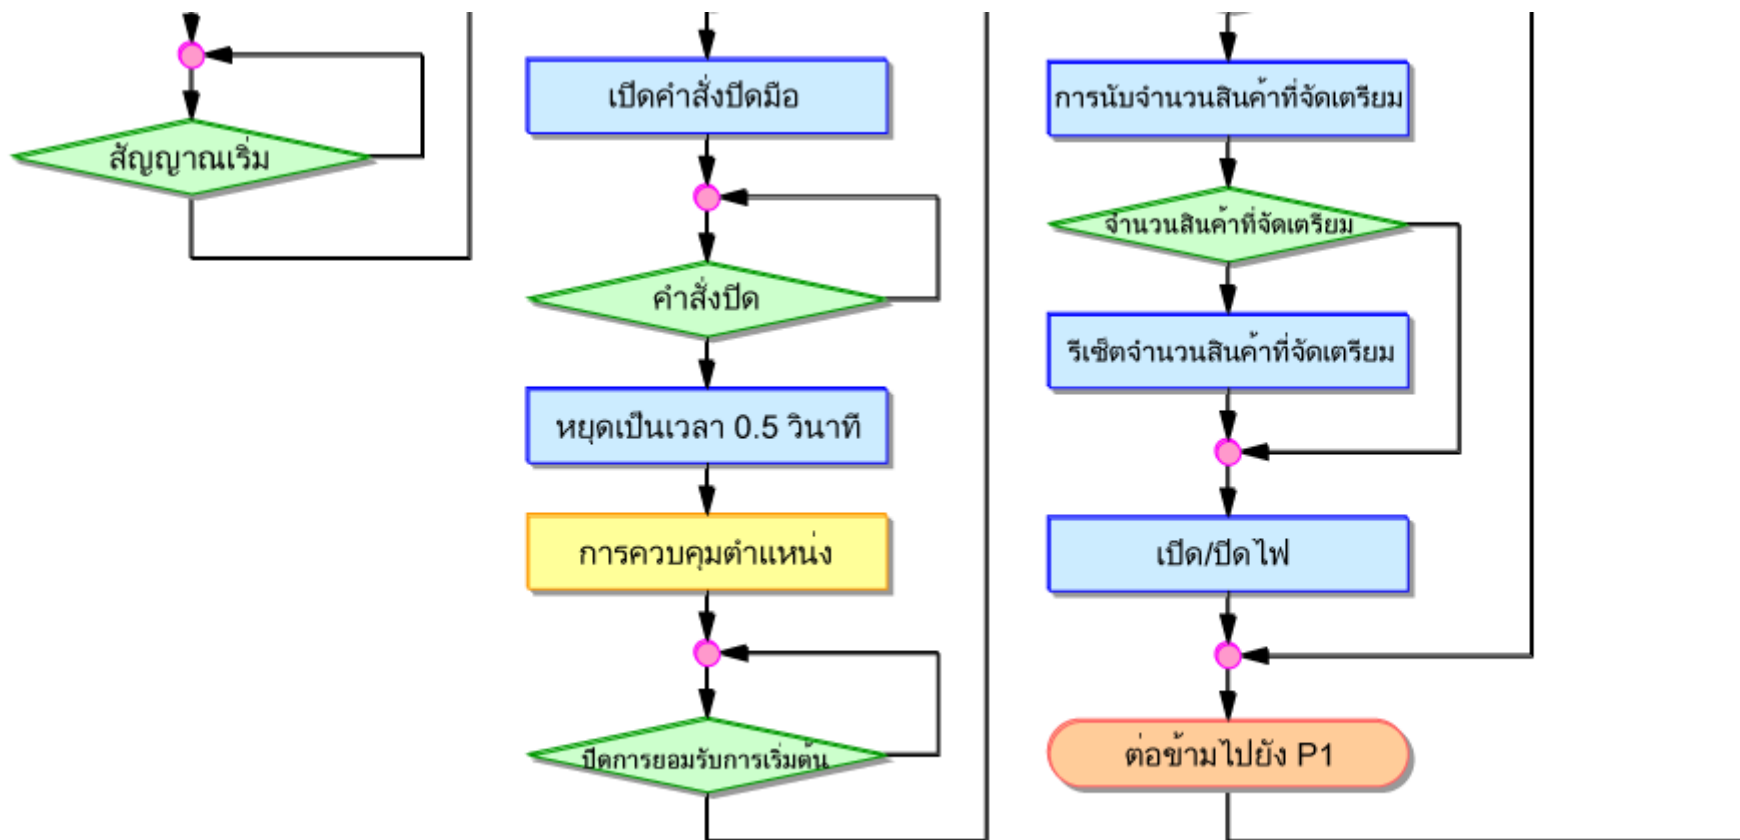 สัญญาณเริ่ม
เปิดคำสั่งปิดมือ
คำสั่งปิด
หยุดเป็นเวลา 0.5 วินาที
การควบคุมตำแหน่ง
ปิดการยอมรับการเริ่มต้น
การนับจำนวนสินค้าที่จัดเตรียม
จำนวนสินค้าที่จัดเตรียม
รีเซ็ตจำนวนสินค้าที่จัดเตรียม
เปิด/ปิดไฟ
ต่อข้ามไปยัง P1